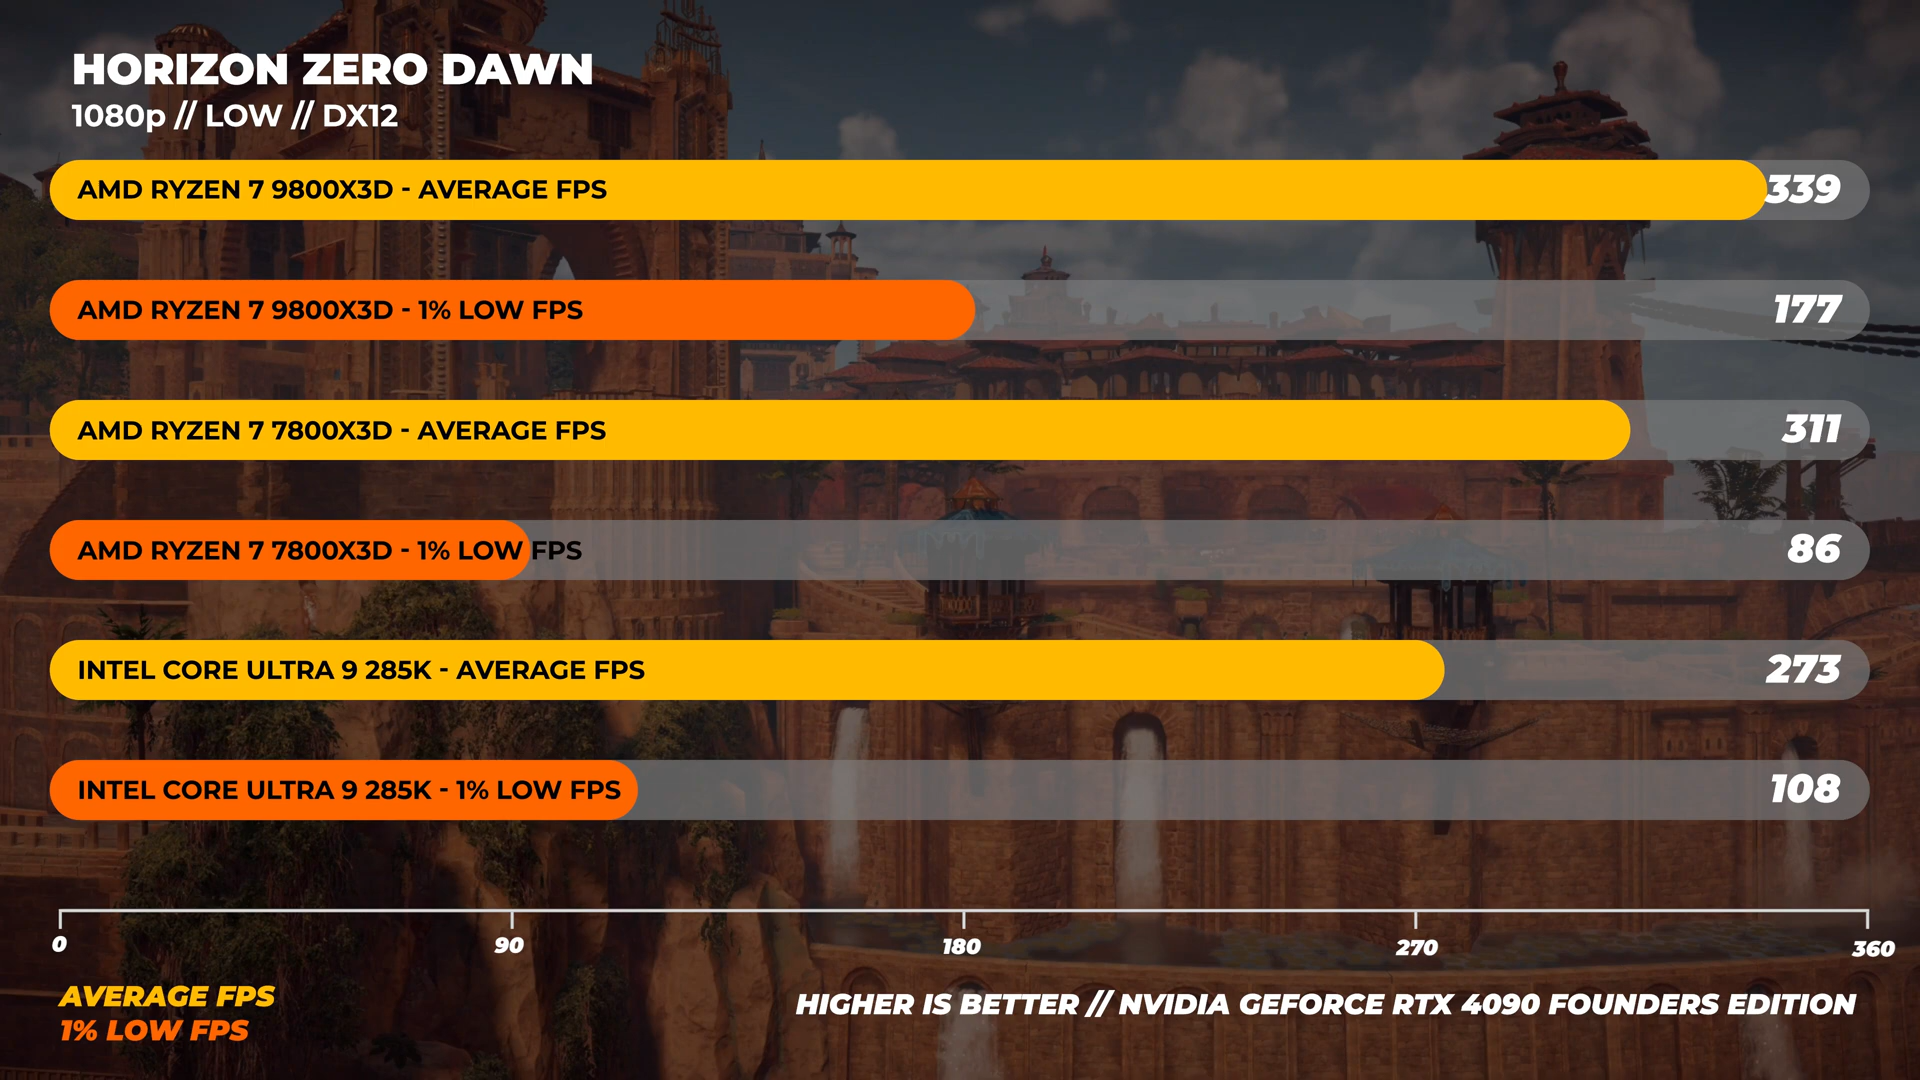 HORIZON ZERO DAWN
1080p // LOW // DX12
AMD RYZEN 7 9800X3D - AVERAGE FPS 339
AMD RYZEN 7 9800X3D - 1% LOW FPS 177
AMD RYZEN 7 7800X3D - AVERAGE FPS 311
AMD RYZEN 7 7800X3D - 1% LOW FPS 86
INTEL CORE ULTRA 9 285K - AVERAGE FPS 273
INTEL CORE ULTRA 9 285K - 1% LOW FPS 108
0 90 180 270 360
AVERAGE FPS
1% LOW FPS
HIGHER IS BETTER // NVIDIA GEFORCE RTX 4090 FOUNDERS EDITION